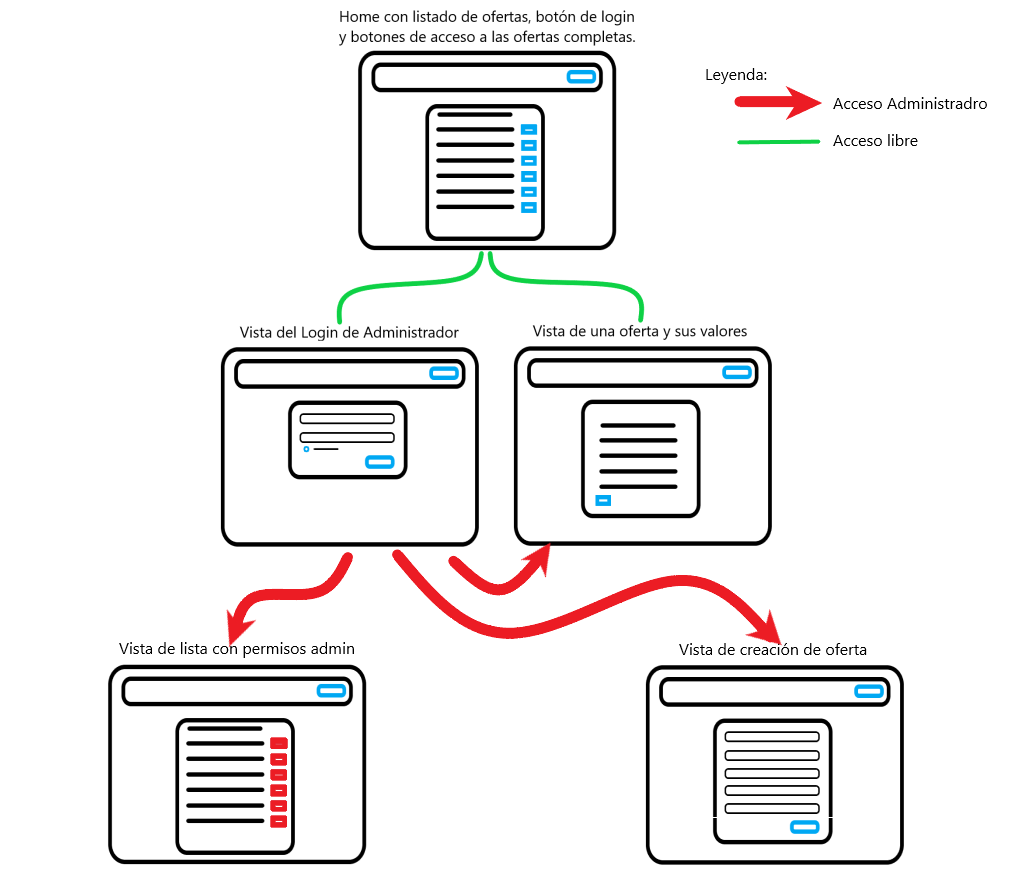 Home con listado de ofertas, botón de login
y botones de acceso a las ofertas completas.
Leyenda:
Acceso Administradro
Acceso libre
Vista del Login de Administrador
Vista de una oferta y sus valores
Vista de lista con permisos admin
Vista de creación de oferta